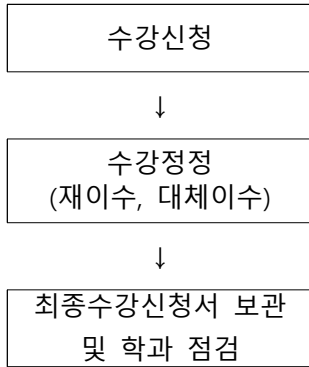 수강신청
↓
수강정정
(재이수, 대체이수)
↓
최종수강신청서 보관
및 학과 점검